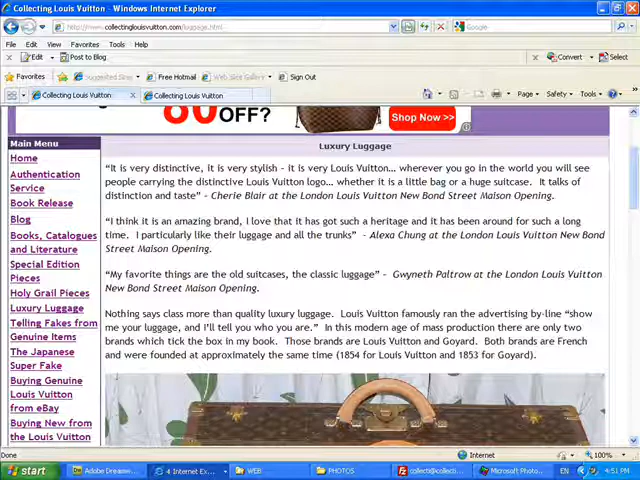 Collecting Louis Vuitton - Internet Explorer
http://www.collectinglouisvuitton.com/luggage.html
Google
File Edit View Favorites Tools Help
Edit Post to Blog Convert Select
Favorites Suggested Sites Free Hotmail Web Slice Gallery Sign Out
Collecting Louis Vuitton Collecting Louis Vuitton Page Safety Tools
OFF? Shop Now >>
Main Menu
Home
Authentication
Service
Book Release
Blog
Books, Catalogues
and Literature
Special Edition
Pieces
Holy Grail Pieces
Luxury Luggage
Telling Fakes from
Genuine Items
The Japanese
Super Fake
Buying Genuine
Louis Vuitton
from eBay
Buying New from
the Louis Vuitton
Luxury Luggage
“It is very distinctive, it is very stylish – it is very Louis Vuitton… wherever you go in the world you will see
people carrying the distinctive Louis Vuitton logo… whether it is a little bag or a huge suitcase. It talks of
distinction and taste” – Cherie Blair at the London Louis Vuitton New Bond Street Maison Opening.
“I think it is an amazing brand, I love that it has got such a heritage and it has been around for such a long
time. I particularly like their luggage and all the trunks” - Alexa Chung at the London Louis Vuitton New Bond
Street Maison Opening.
“My favorite things are the old suitcases, the classic luggage” – Gwyneth Paltrow at the London Louis Vuitton
New Bond Street Maison Opening.
Nothing says class more than quality luxury luggage. Louis Vuitton famously ran the advertising by-line “show
me your luggage, and I’ll tell you who you are.” In this modern age of mass production there are only two
brands which tick the box in my book. Those brands are Louis Vuitton and Goyard. Both brands are French
and were founded at approximately the same time (1854 for Louis Vuitton and 1853 for Goyard).
Done Internet 100%
start Adobe Dreamw... 4 Internet Ex... WEB PHOTOS collecti@collecti... Microsoft Photo... EN 4:51 PM